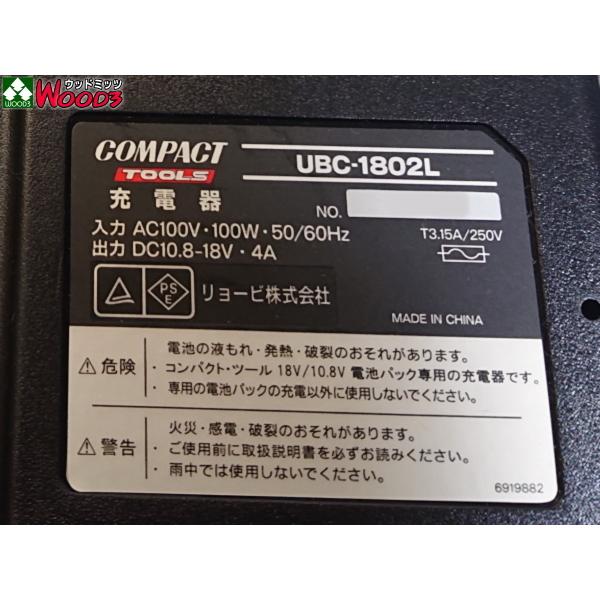 ウッドミッツ
WOOD3
WOODS
COMPACT
TOOLS
UBC-1802L
充電器
NO.
入力 AC100V・100W・50/60Hz
T3.15A/250V
出力 DC10.8-18V・4A
PS
E
リョービ株式会社
MADE IN CHINA
危険
電池の液もれ・発熱・破裂のおそれがあります。
・コンパクト・ツール 18V/10.8V 電池パック専用の充電器です。
・専用の電池パックの充電以外に使用しないでください。
警告
火災・感電・破裂のおそれがあります。
・ご使用前に取扱説明書を必ずお読みください。
・雨中では使用しないでください。
6919882